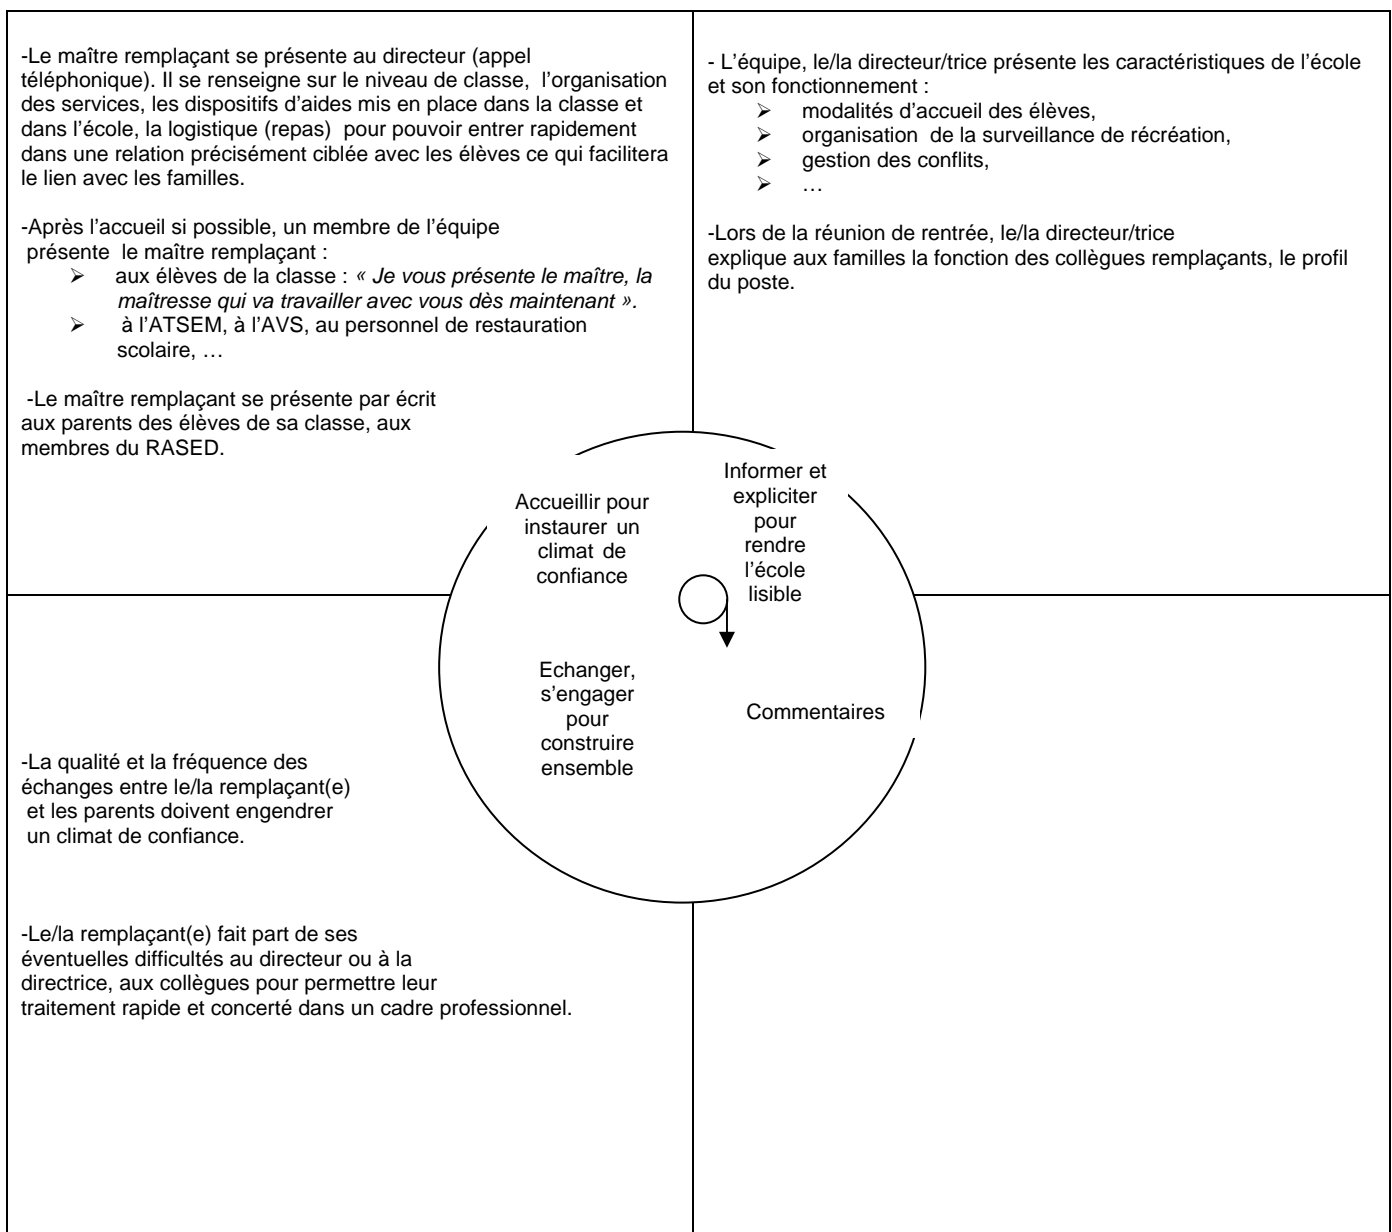 -Le maître remplaçant se présente au directeur (appel
téléphonique). Il se renseigne sur le niveau de classe, l'organisation
des services, les dispositifs d'aides mis en place dans la classe et
dans l'école, la logistique (repas) pour pouvoir entrer rapidement
dans une relation précisément ciblée avec les élèves ce qui facilitera
le lien avec les familles.
-Après l'accueil si possible, un membre de l'équipe
présente le maître remplaçant :
➢ aux élèves de la classe : « Je vous présente le maître, la
maîtresse qui va travailler avec vous dès maintenant ».
➢ à l'ATSEM, à l'AVS, au personnel de restauration
scolaire, …
-Le maître remplaçant se présente par écrit
aux parents des élèves de sa classe, aux
membres du RASED.
- L'équipe, le/la directeur/trice présente les caractéristiques de l'école
et son fonctionnement :
➢ modalités d'accueil des élèves,
➢ organisation de la surveillance de récréation,
➢ gestion des conflits,
➢ …
-Lors de la réunion de rentrée, le/la directeur/trice
explique aux familles la fonction des collègues remplaçants, le profil
du poste.
Accueillir pour
instaurer un
climat de
confiance
Informer et
expliciter
pour
rendre
l'école
lisible
Echanger,
s'engager
pour
construire
ensemble
Commentaires
-La qualité et la fréquence des
échanges entre le/la remplaçant(e)
et les parents doivent engendrer
un climat de confiance.
-Le/la remplaçant(e) fait part de ses
éventuelles difficultés au directeur ou à la
directrice, aux collègues pour permettre leur
traitement rapide et concerté dans un cadre professionnel.